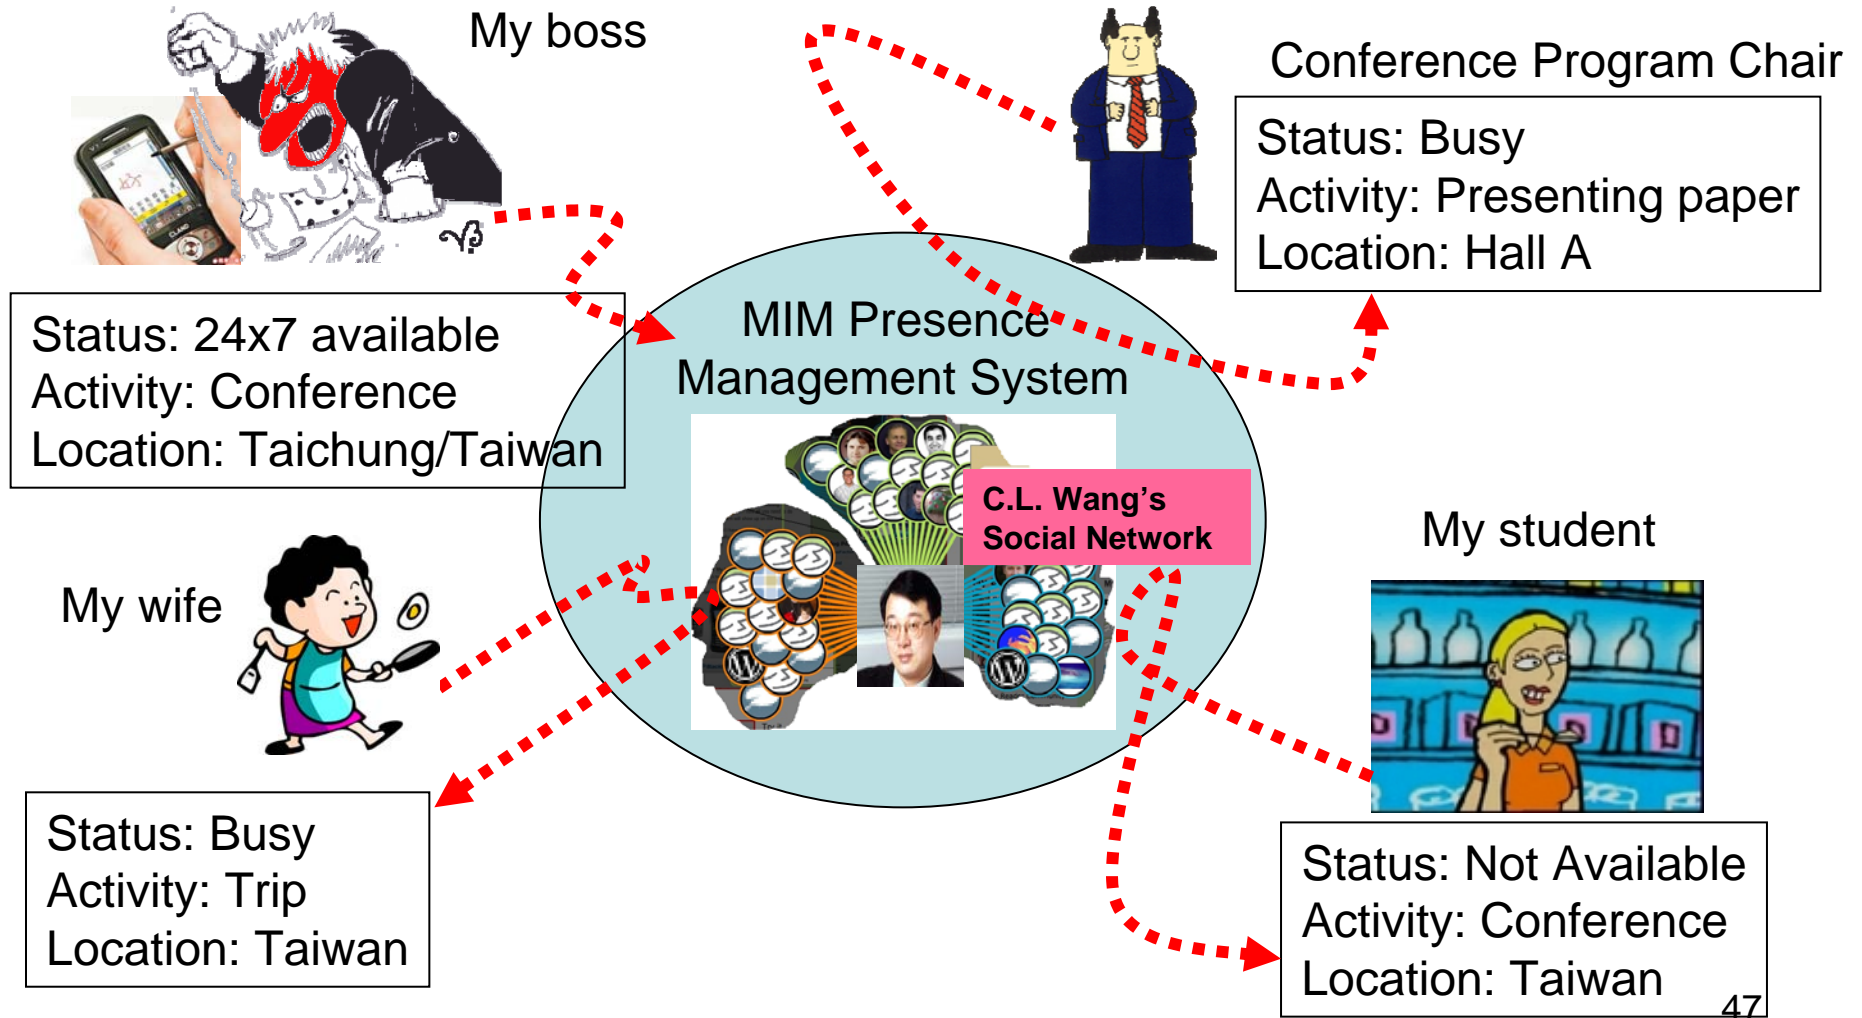 My boss
Conference Program Chair
Status: Busy
Activity: Presenting paper
Location: Hall A
Status: 24x7 available
Activity: Conference
Location: Taichung/Taiwan
MIM Presence
Management System
C.L. Wang's
Social Network
My wife
My student
Status: Busy
Activity: Trip
Location: Taiwan
Status: Not Available
Activity: Conference
Location: Taiwan
47